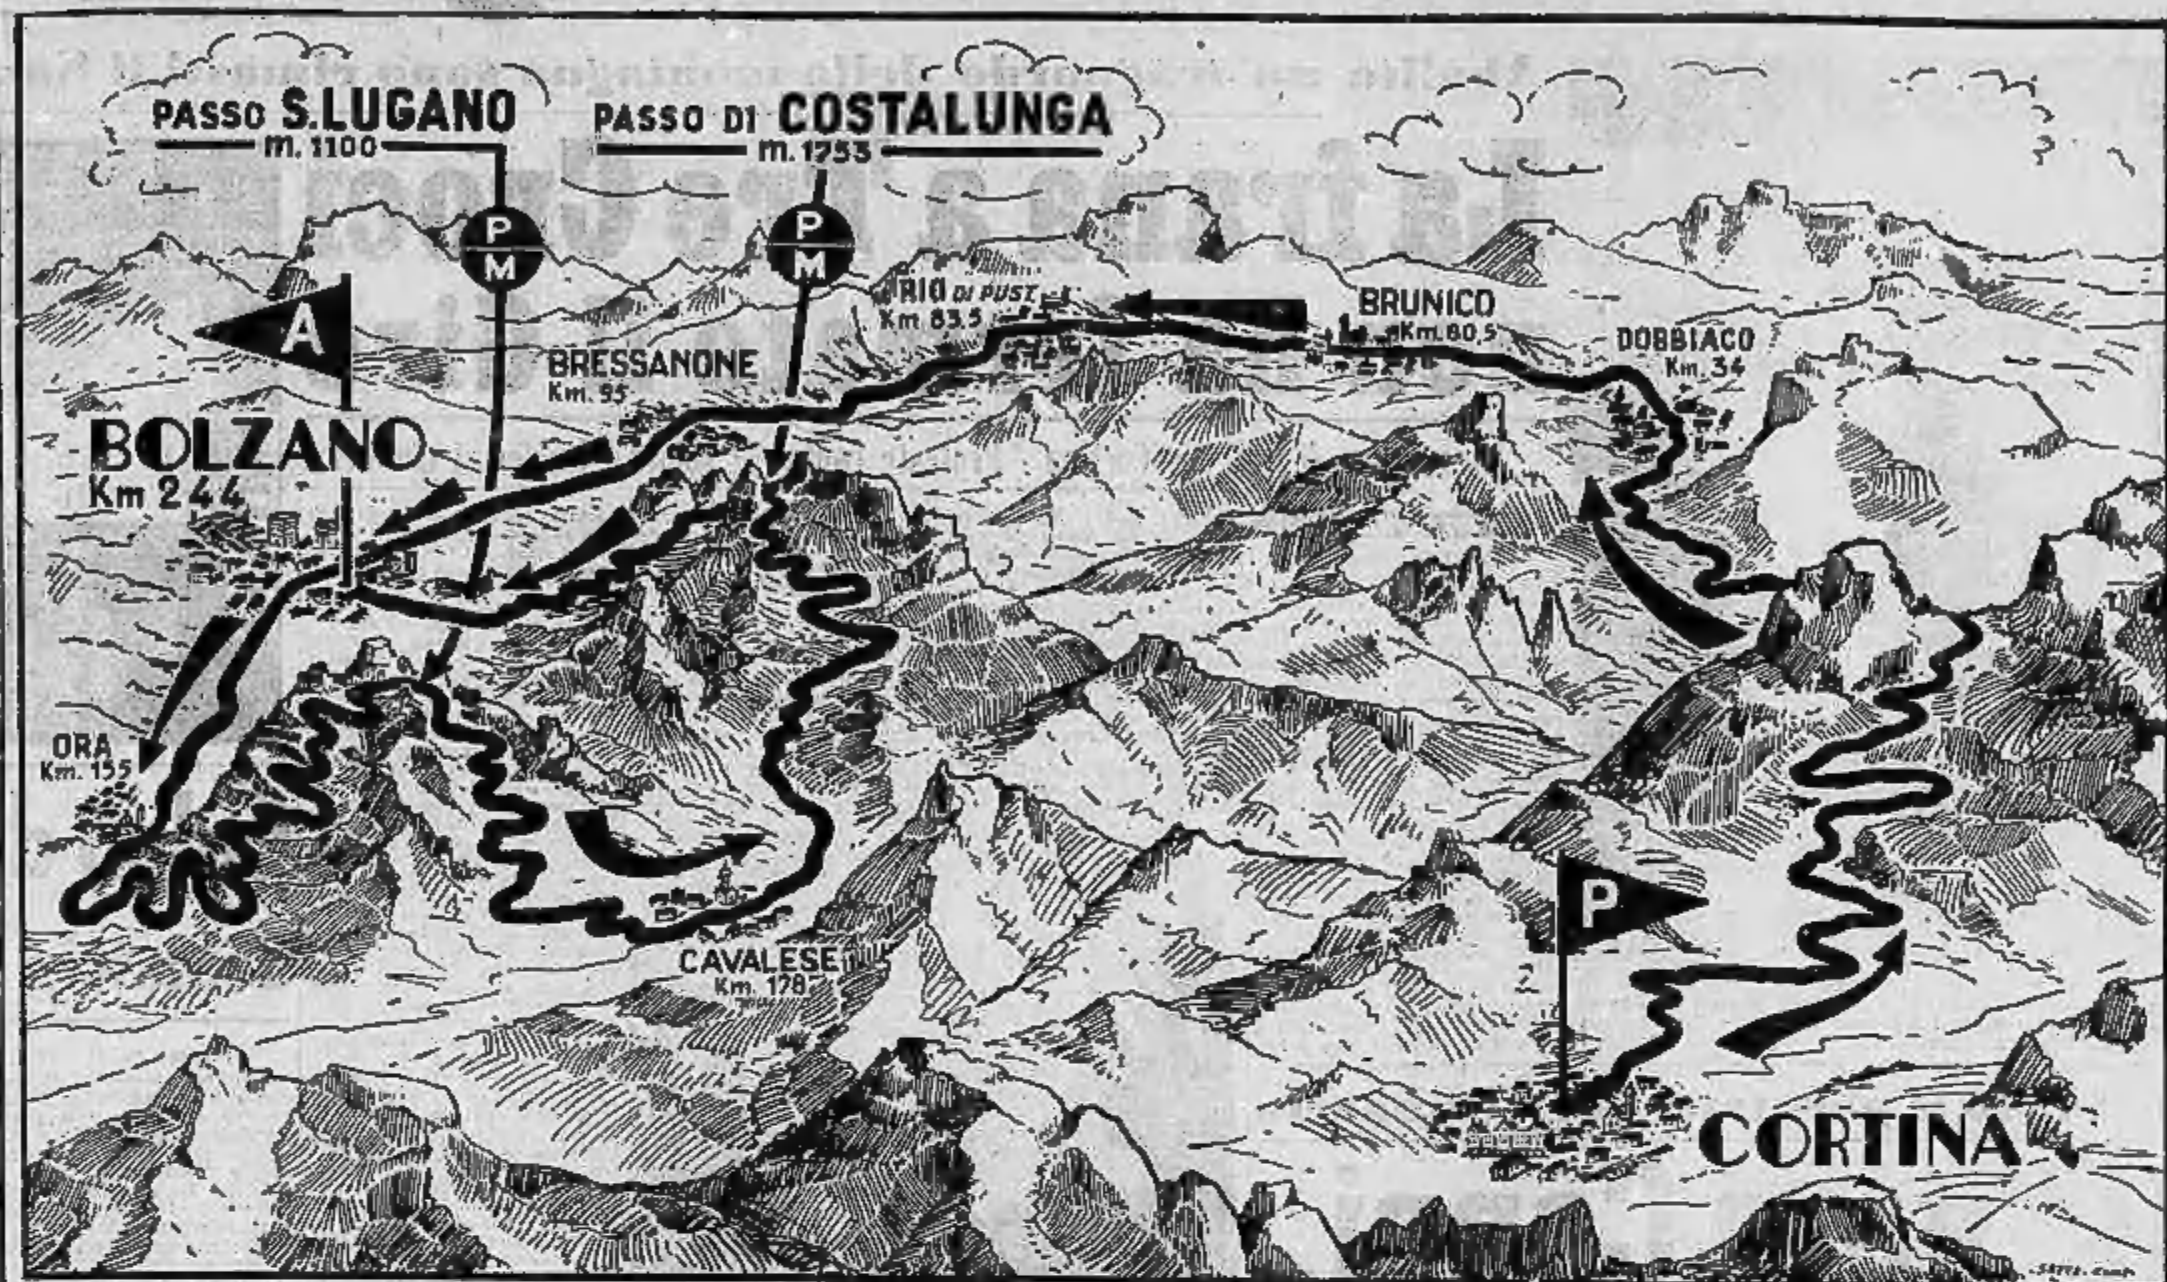 PASSO S.LUGANO
m. 1100
PASSO DI COSTALUNGA
m. 1753
P
M
P
M
A
RIO DI PUST.
Km 83,5
BRUNICO
Km. 60,5
DOBBIACO
Km. 34
BRESSANONE
Km. 95
BOLZANO
Km 244
ORA
Km. 155
P
CAVALESE
Km. 178
CORTINA